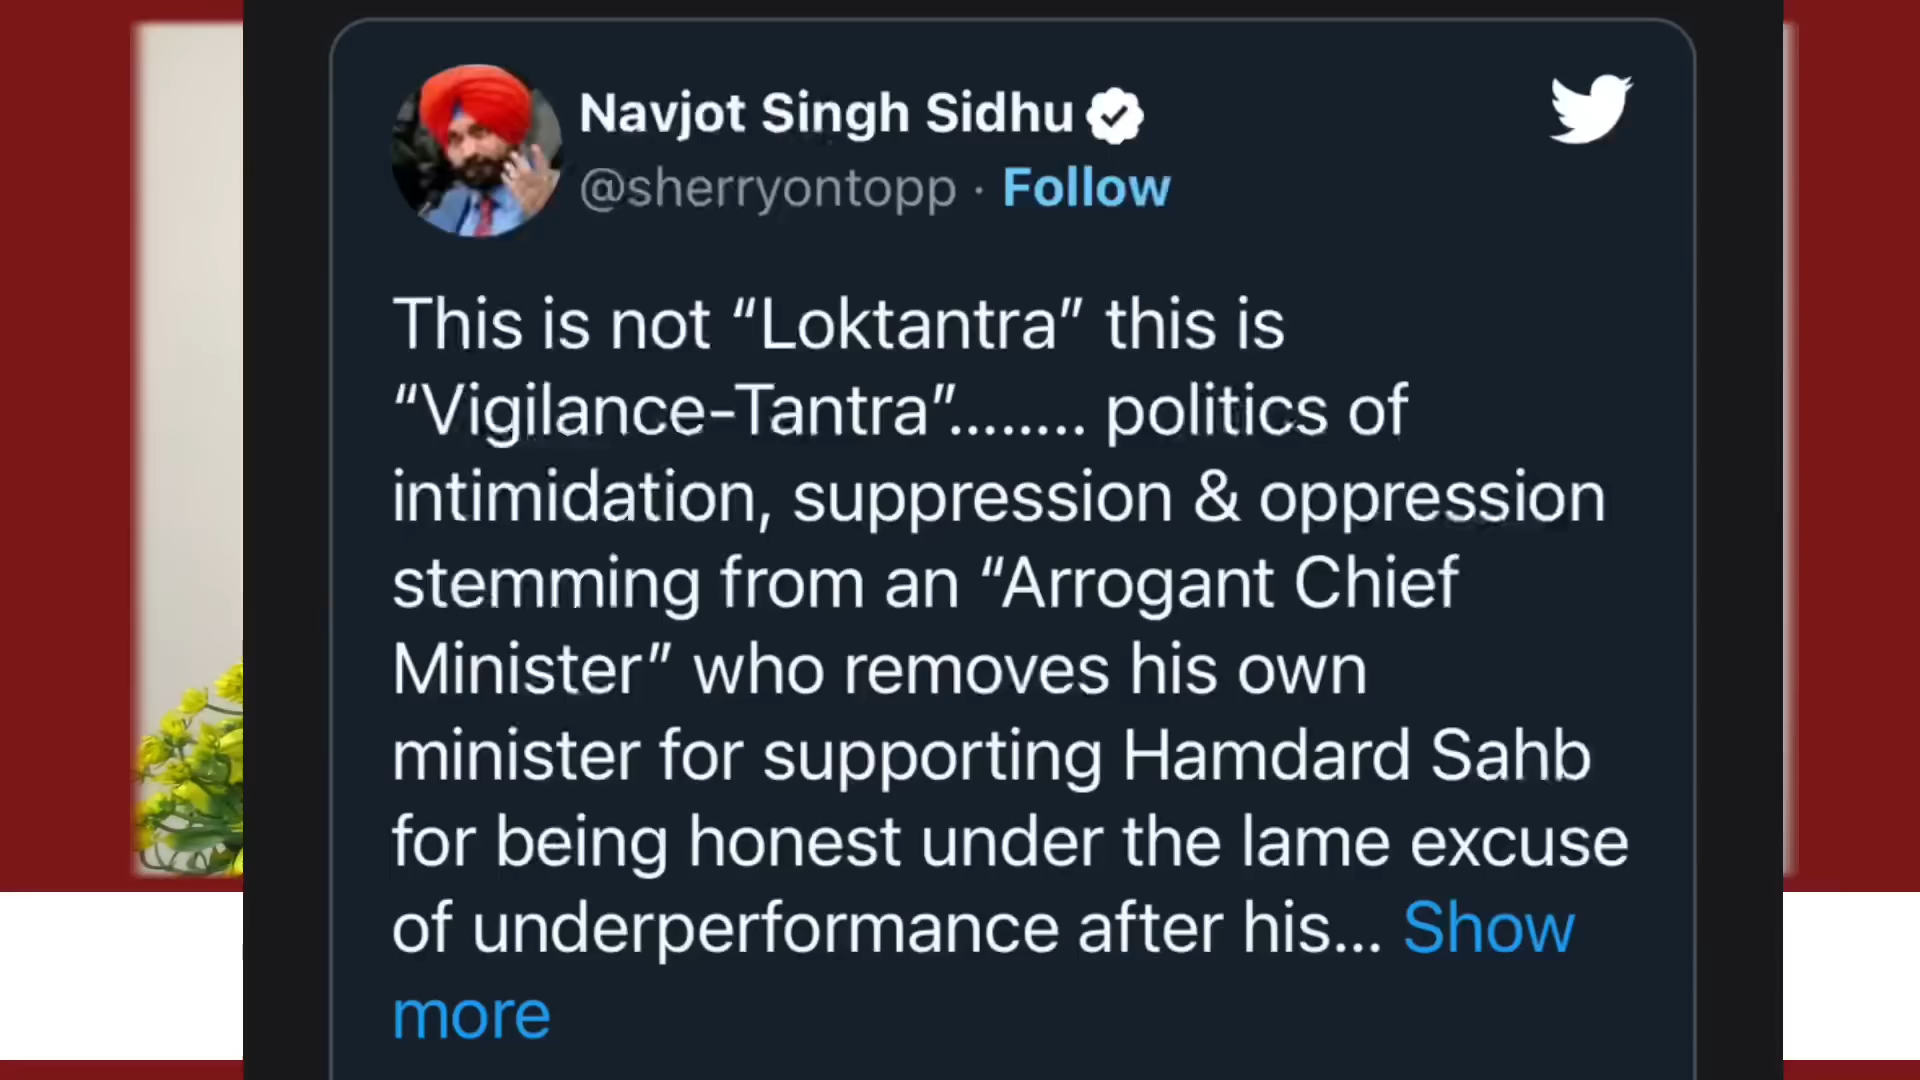 Navjot Singh Sidhu
@sherryontopp · Follow
This is not “Loktantra” this is
“Vigilance-Tantra”........ politics of
intimidation, suppression & oppression
stemming from an “Arrogant Chief
Minister” who removes his own
minister for supporting Hamdard Sahb
for being honest under the lame excuse
of underperformance after his... Show
more